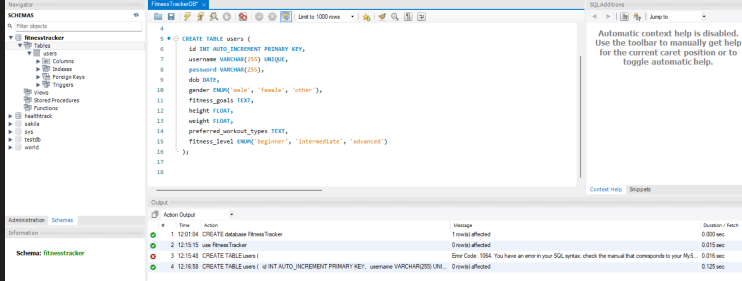 Navigator
SCHEMAS
Filter objects
fitnesstracker
Tables
users
Columns
Indexes
Foreign Keys
Triggers
Views
Stored Procedures
Functions
healthtrack
sakila
sys
testdb
world
Administration Schemas
Information
Schema: fitnesstracker
FitnessTrackerDB* ×
Limit to 1000 rows
4
5 CREATE TABLE users (
6 id INT AUTO_INCREMENT PRIMARY KEY,
7 username VARCHAR(255) UNIQUE,
8 password VARCHAR(255),
9 dob DATE,
10 gender ENUM('male', 'female', 'other'),
11 fitness_goals TEXT,
12 height FLOAT,
13 weight FLOAT,
14 preferred_workout_types TEXT,
15 fitness_level ENUM('beginner', 'intermediate', 'advanced')
16 );
17
18
Output
Action Output
# Time Action Message Duration / Fetch
1 12:01:04 CREATE database FitnessTracker 1 row(s) affected 0.000 sec
2 12:15:15 use FitnessTracker 0 row(s) affected 0.015 sec
3 12:15:48 CREATE TABLE users ( Error Code: 1064. You have an error in your SQL syntax; check the manual that corresponds to your MyS... 0.016 sec
4 12:16:58 CREATE TABLE users ( id INT AUTO_INCREMENT PRIMARY KEY, username VARCHAR(255) UNI... 0 row(s) affected 0.125 sec
SQLAdditions
Jump to
Automatic context help is disabled.
Use the toolbar to manually get help
for the current caret position or to
toggle automatic help.
Context Help Snippets